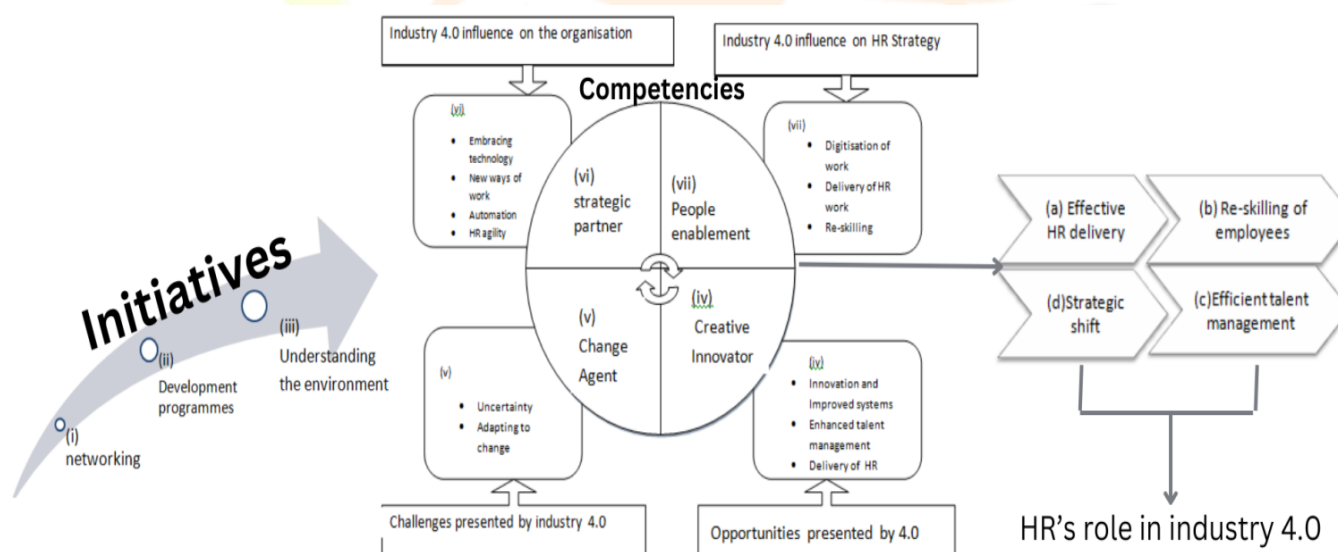 Initiatives
(i)
networking
(ii)
Development
programmes
(iii)
Understanding
the environment
Industry 4.0 influence on the organisation
Industry 4.0 influence on HR Strategy
Competencies
(vi)
• Embracing
technology
• New ways of
work
• Automation
• HR agility
(vi)
strategic
partner
(vii)
People
enablement
(vii)
• Digitisation of
work
• Delivery of HR
work
• Re-skilling
(v)
• Uncertainty
• Adapting to
change
(v)
Change
Agent
(iv)
Creative
Innovator
(iv)
• Innovation and
Improved systems
• Enhanced talent
management
• Delivery of HR
Challenges presented by industry 4.0
Opportunities presented by 4.0
(a) Effective
HR delivery
(b) Re-skilling of
employees
(d)Strategic
shift
(c)Efficient talent
management
HR's role in industry 4.0